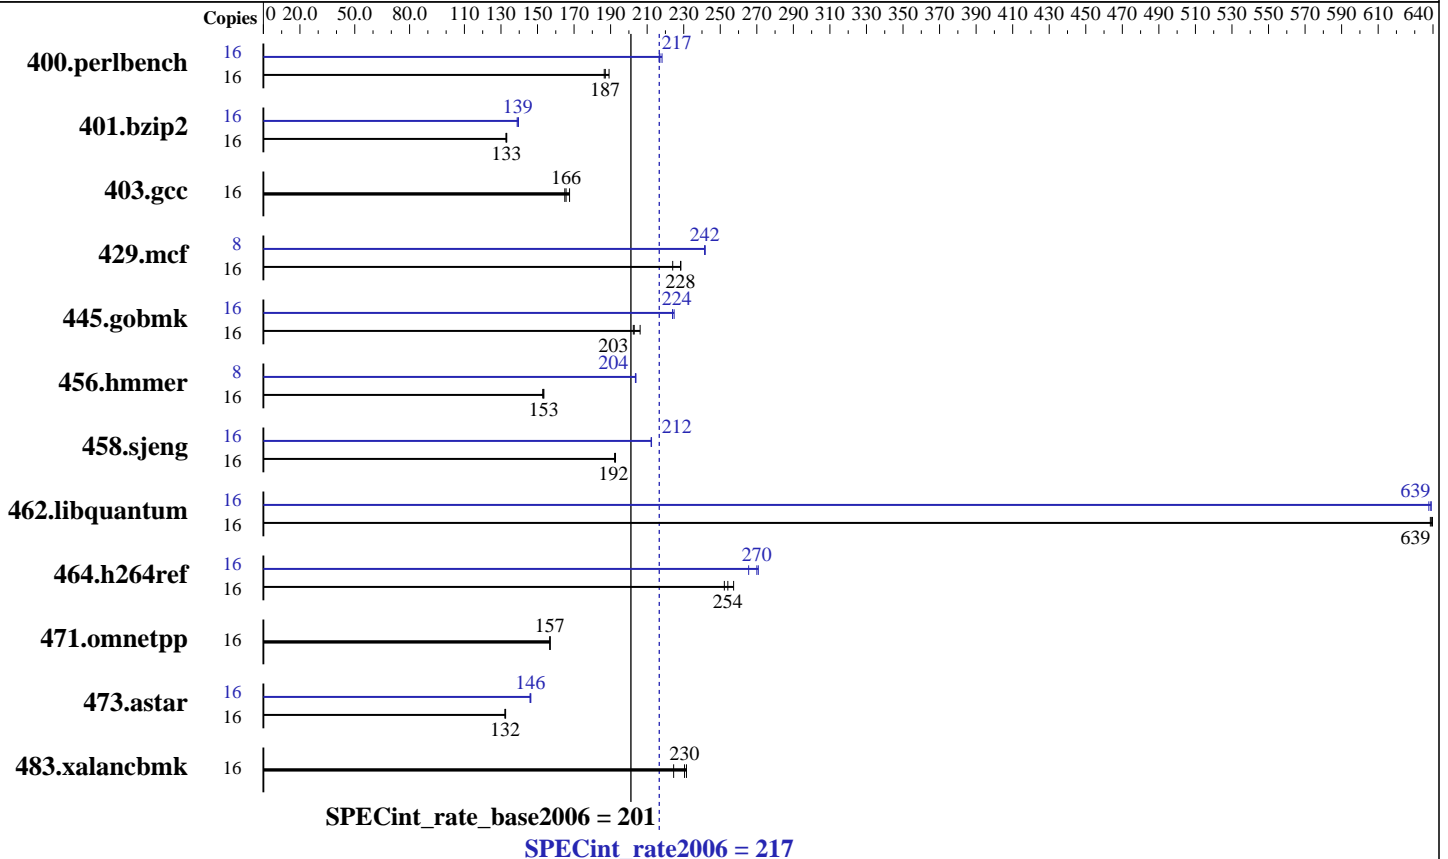 Copies 0 20.0 50.0 80.0 110 130 150 170 190 210 230 250 270 290 310 330 350 370 390 410 430 450 470 490 510 530 550 570 590 610 640
400.perlbench 16 217
16 187
401.bzip2 16 139
16 133
403.gcc 16 166
429.mcf 8 242
16 228
445.gobmk 16 224
16 203
456.hmmer 8 204
16 153
458.sjeng 16 212
16 192
462.libquantum 16 639
16 639
464.h264ref 16 270
16 254
471.omnetpp 16 157
473.astar 16 146
16 132
483.xalancbmk 16 230
SPECint_rate_base2006 = 201
SPECint_rate2006 = 217